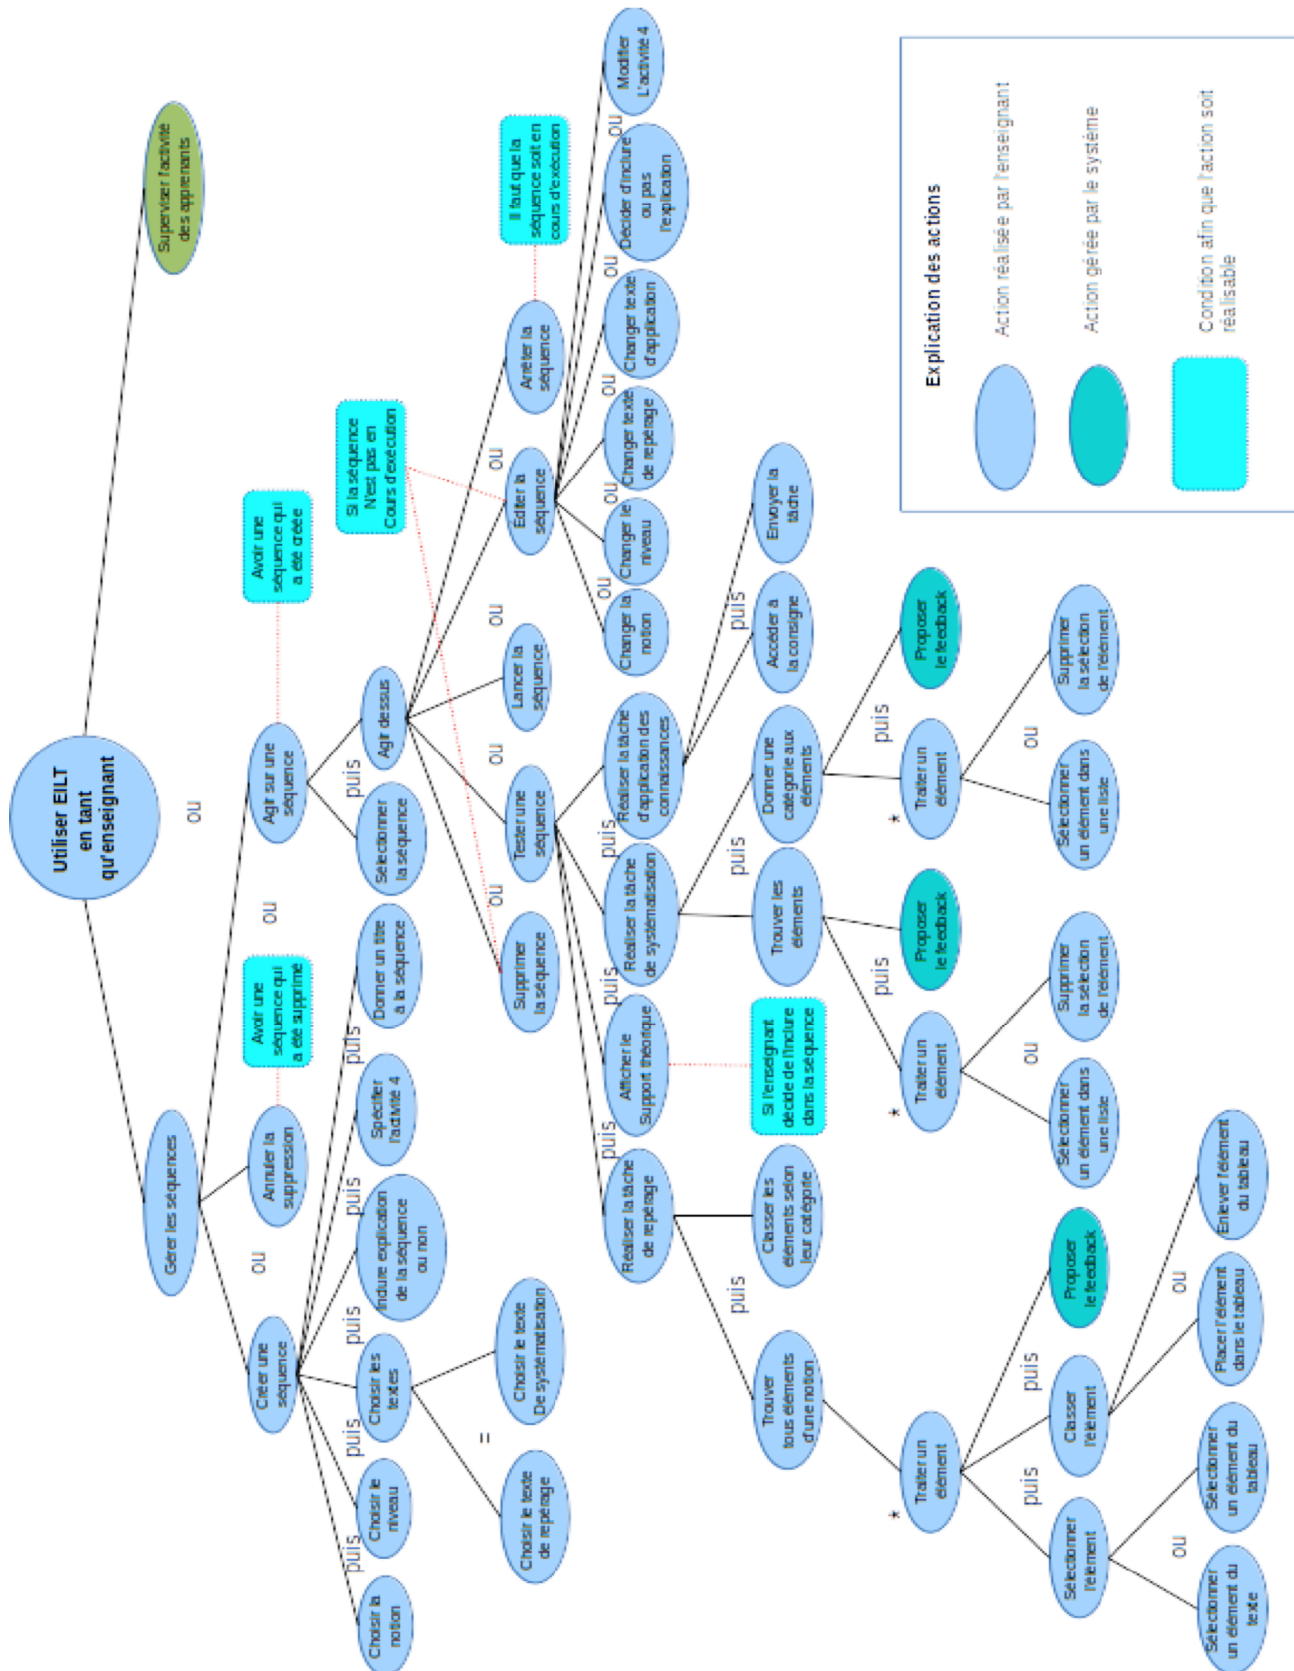 Utiliser EILT
en tant
qu'enseignant
ou
Gérer les séquences
Superviser l'activité
des apprenants
ou
ou
Créer une
séquence
Annuler la
suppression
Avoir une
séquence qui
a été supprimé
Agir sur une
séquence
Avoir une
séquence qui
a été créée
puis
puis
puis
puis
puis
puis
Choisir la
notion
Choisir le
niveau
Choisir les
textes
Inclure explication
de la séquence
ou non
Spécifier
l'activité 4
Donner un titre
à la séquence
Sélectionner
la séquence
Agir dessus
Si la séquence
N'est pas en
Cours d'exécution
=
ou
ou
ou
ou
Choisir le texte
de repérage
Choisir le texte
De systématisation
Supprimer
la séquence
Tester une
séquence
Lancer la
séquence
Editer la
séquence
Arrêter la
séquence
Il faut que la
séquence soit en
cours d'exécution
puis
puis
puis
ou
ou
ou
ou
ou
Réaliser la tâche
de repérage
Afficher le
Support théorique
Réaliser la tâche
de systématisation
Réaliser la tâche
d'application des
connaissances
Changer la
notion
Changer le
niveau
Changer texte
de repérage
Changer texte
d'application
Décider d'inclure
ou pas
l'explication
Modifier
L'activité 4
puis
puis
puis
Trouver
tous éléments
d'une notion
Classer les
éléments selon
leur catégorie
Si l'enseignant
décide de l'inclure
dans la séquence
Trouver les
éléments
Donner une
catégorie aux
éléments
Accéder à
la consigne
Envoyer la
tâche
puis
puis
*
*
*
Traiter un
élément
Traiter un
élément
Proposer
le feedback
Traiter un
élément
Proposer
le feedback
puis
puis
ou
ou
Sélectionner
l'élément
Classer
l'élément
Proposer
le feedback
Sélectionner
un élément dans
une liste
Supprimer
la sélection
de l'élément
Sélectionner
un élément dans
une liste
Supprimer
la sélection
de l'élément
ou
ou
Sélectionner
un élément du
texte
Sélectionner
un élément du
tableau
Placer l'élément
dans le tableau
Enlever l'élément
du tableau
Explication des actions
Action réalisée par l'enseignant
Action gérée par le système
Condition afin que l'action soit
réalisable